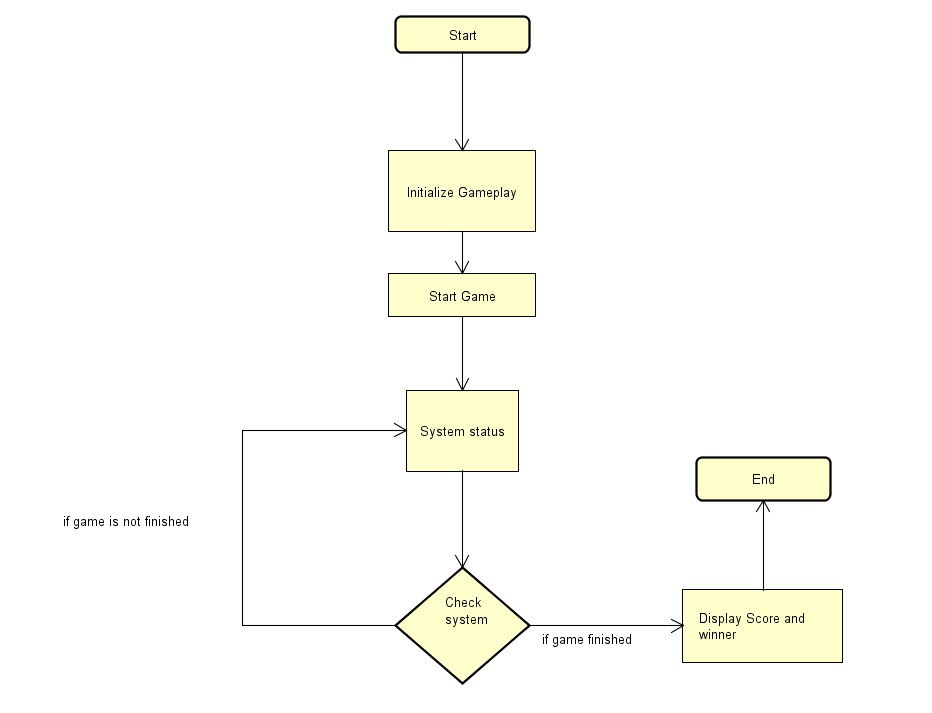 Start
Initialize Gameplay
Start Game
System status
End
if game is not finished
Check
system
if game finished
Display Score and
winner